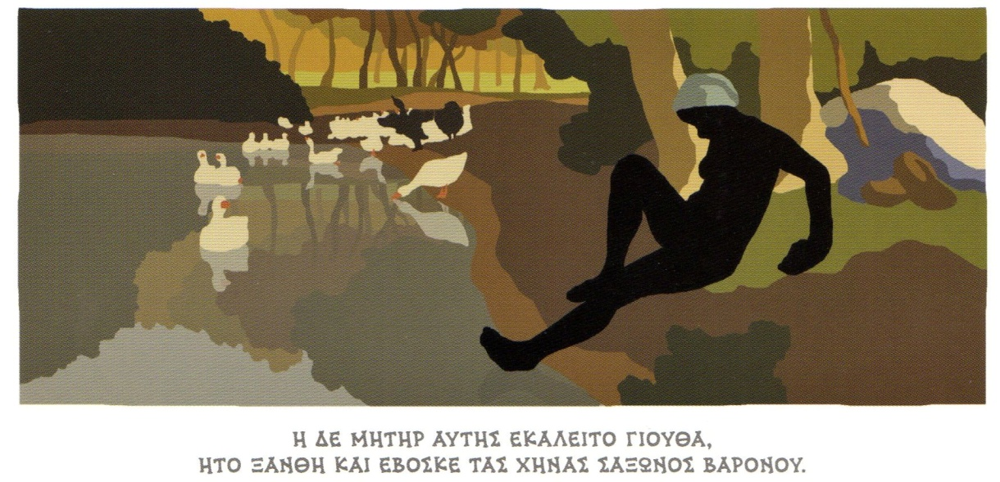 Η ΔΕ ΜΗΤΗΡ ΑΥΤΗΣ ΕΚΑΛΕΙΤΟ ΓΙΟΥΘΑ,
ΗΤΟ ΞΑΝΘΗ ΚΑΙ ΕΒΟΣΚΕ ΤΑΣ ΧΗΝΑΣ ΣΑΞΩΝΟΣ ΒΑΡΟΝΟΥ.